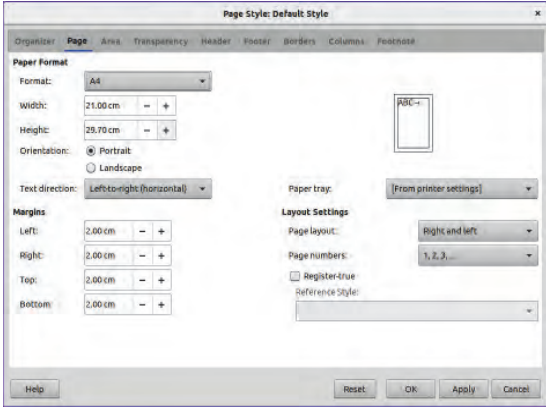 Page Style: Default Style ×
Organizer Page Area Transparency Header Footer Borders Columns Footnote
Paper Format
Format: A4
Width: 21.00 cm − +
Height: 29.70 cm − +
ABC→
Orientation: Portrait
Landscape
Text direction: Left-to-right (horizontal)
Paper tray: [From printer settings]
Margins
Left: 2.00 cm − +
Right: 2.00 cm − +
Top: 2.00 cm − +
Bottom: 2.00 cm − +
Layout Settings
Page layout: Right and left
Page numbers: 1, 2, 3, ...
Register-true
Reference Style:
Help Reset OK Apply Cancel